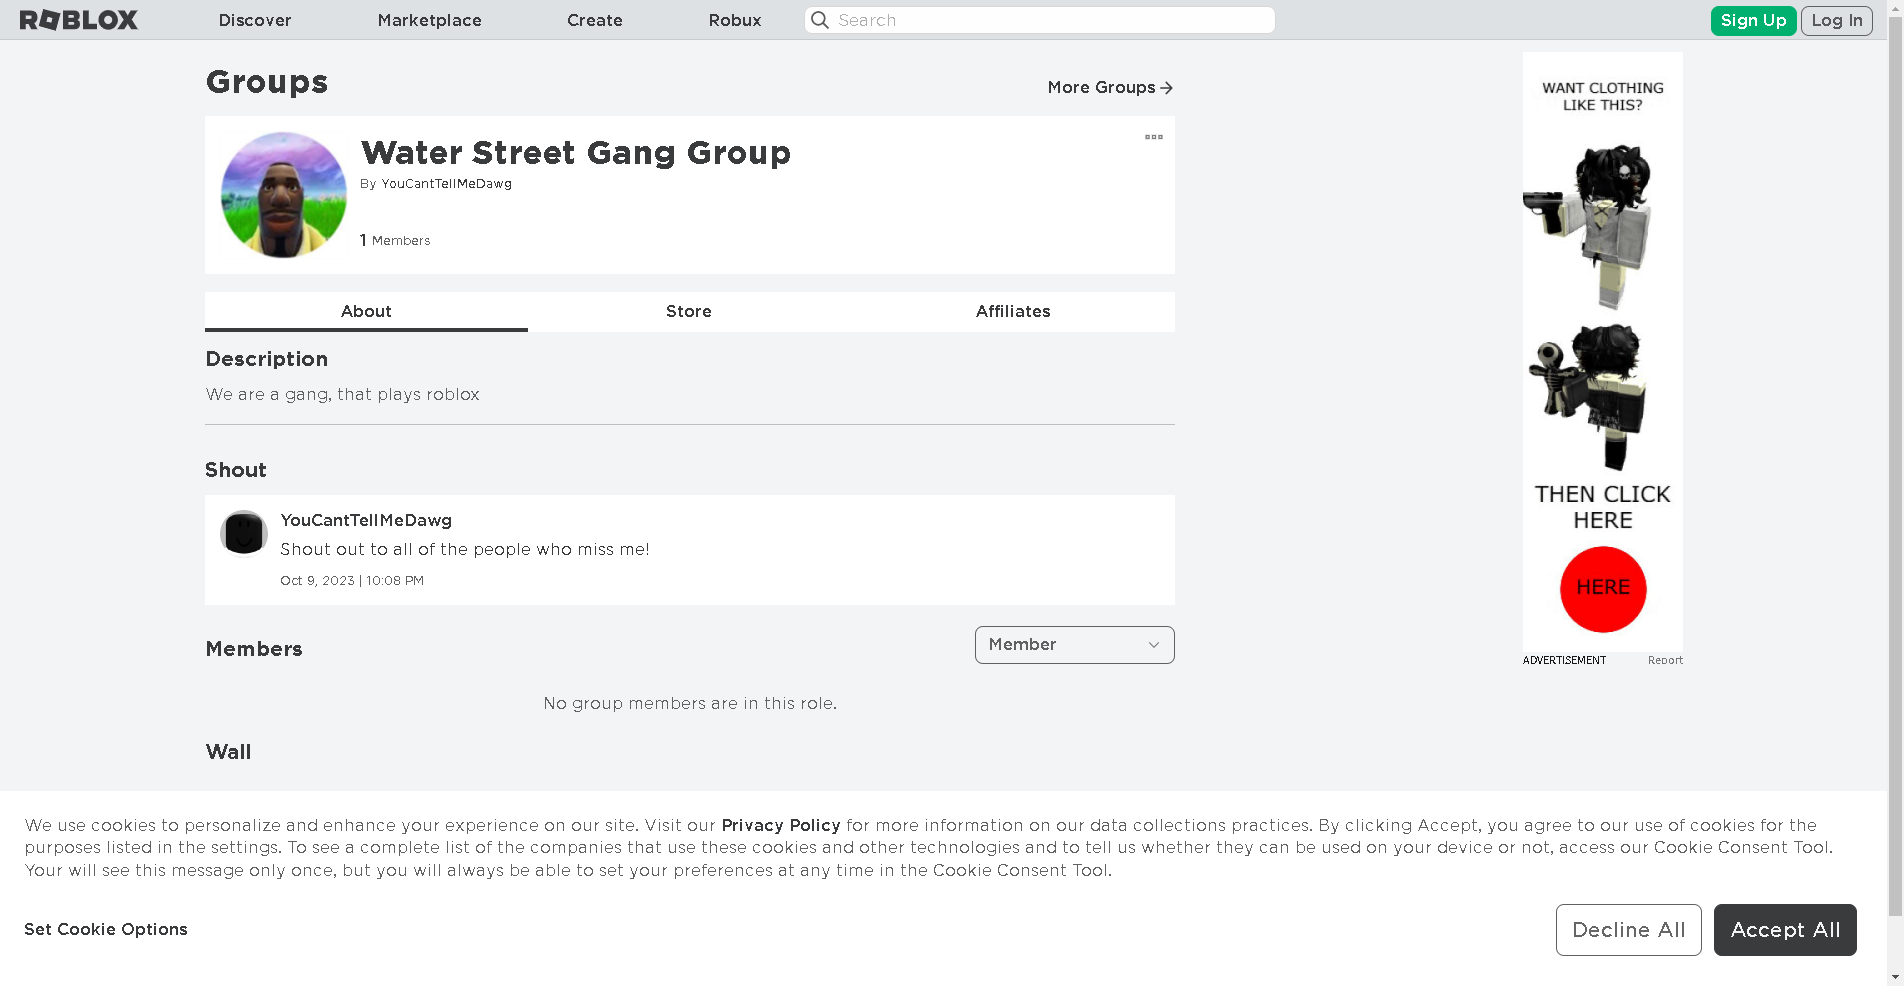 ROBLOX Discover Marketplace Create Robux Search Sign Up Log In
Groups
More Groups
Water Street Gang Group
By YouCantTellMeDawg
1 Members
About Store Affiliates
Description
We are a gang, that plays roblox
Shout
YouCantTellMeDawg
Shout out to all of the people who miss me!
Oct 9, 2023 | 10:08 PM
Members
Member
No group members are in this role.
Wall
WANT CLOTHING
LIKE THIS?
THEN CLICK
HERE
HERE
ADVERTISEMENT Report
We use cookies to personalize and enhance your experience on our site. Visit our Privacy Policy for more information on our data collections practices. By clicking Accept, you agree to our use of cookies for the
purposes listed in the settings. To see a complete list of the companies that use these cookies and other technologies and to tell us whether they can be used on your device or not, access our Cookie Consent Tool.
Your will see this message only once, but you will always be able to set your preferences at any time in the Cookie Consent Tool.
Set Cookie Options
Decline All
Accept All